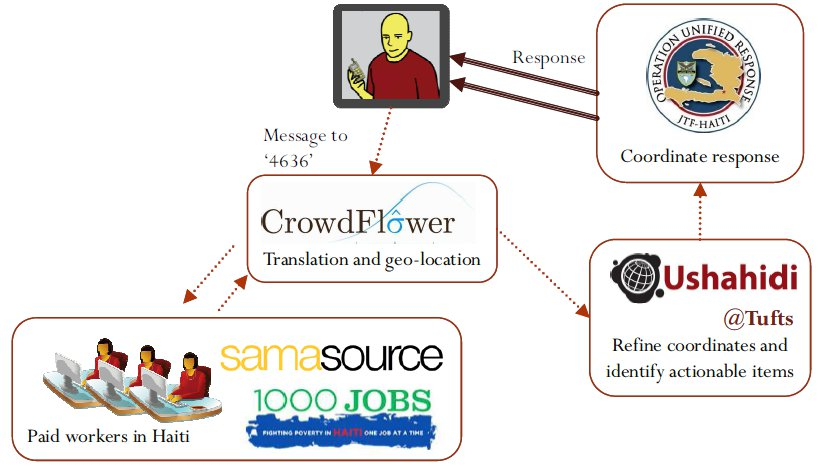 Response
OPERATION UNIFIED RESPONSE
JTF-HAITI
Coordinate response
Message to
‘4636’
CrowdFlôwer
Translation and geo-location
Ushahidi
@Tufts
Refine coordinates and
identify actionable items
samasource
1000 JOBS
FIGHTING POVERTY IN HAITI ONE JOB AT A TIME
Paid workers in Haiti